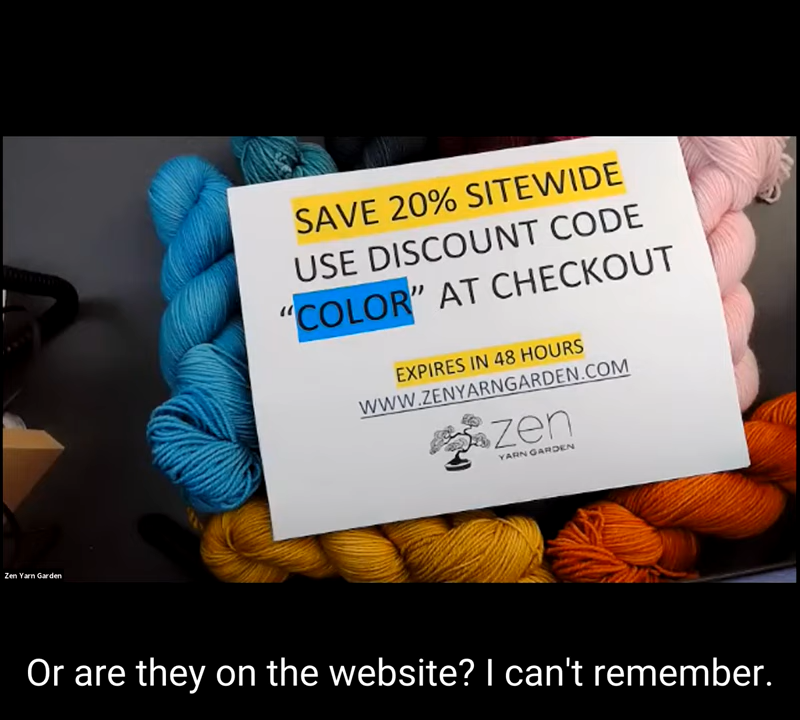 SAVE 20% SITEWIDE
USE DISCOUNT CODE
“COLOR” AT CHECKOUT
EXPIRES IN 48 HOURS
WWW.ZENYARNGARDEN.COM
zen
YARN GARDEN
Zen Yarn Garden
Or are they on the website? I can't remember.